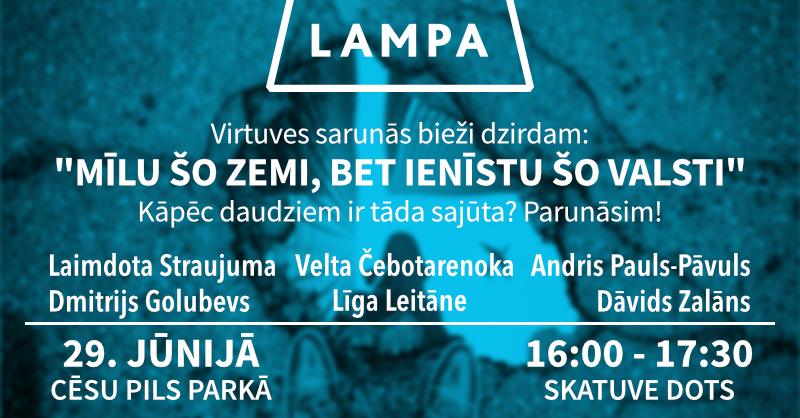 LAMPA
Virtuves sarunās bieži dzirdam:
"MĪLU ŠO ZEMI, BET IENĪSTU ŠO VALSTI"
Kāpēc daudziem ir tāda sajūta? Parunāsim!
Laimdota Straujuma Velta Čebotarenoka Andris Pauls-Pāvuls
Dmitrijs Golubevs Līga Leitāne Dāvids Zalāns
29. JŪNIJĀ 16:00 - 17:30
CĒSU PILS PARKĀ SKATUVE DOTS